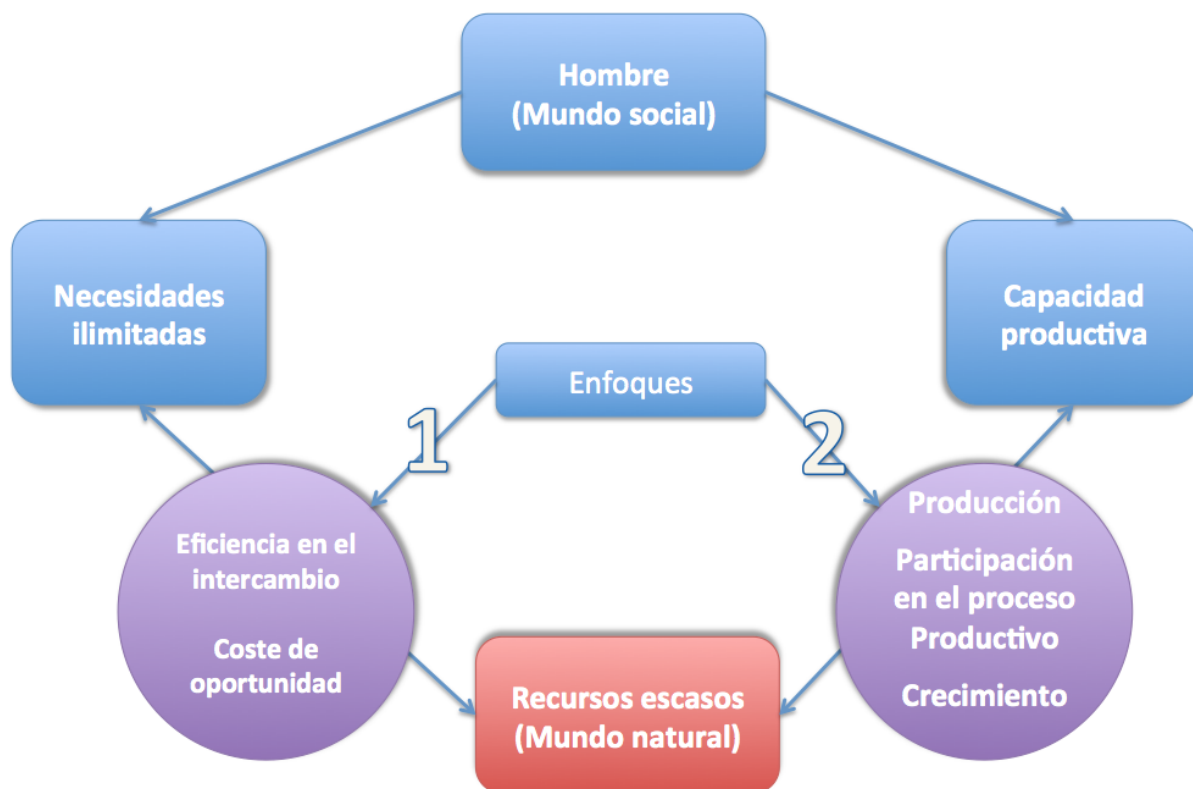 Hombre
(Mundo social)
Necesidades
ilimitadas
Capacidad
productiva
Enfoques
1
2
Eficiencia en el
intercambio
Coste de
oportunidad
Producción
Participación
en el proceso
Productivo
Crecimiento
Recursos escasos
(Mundo natural)